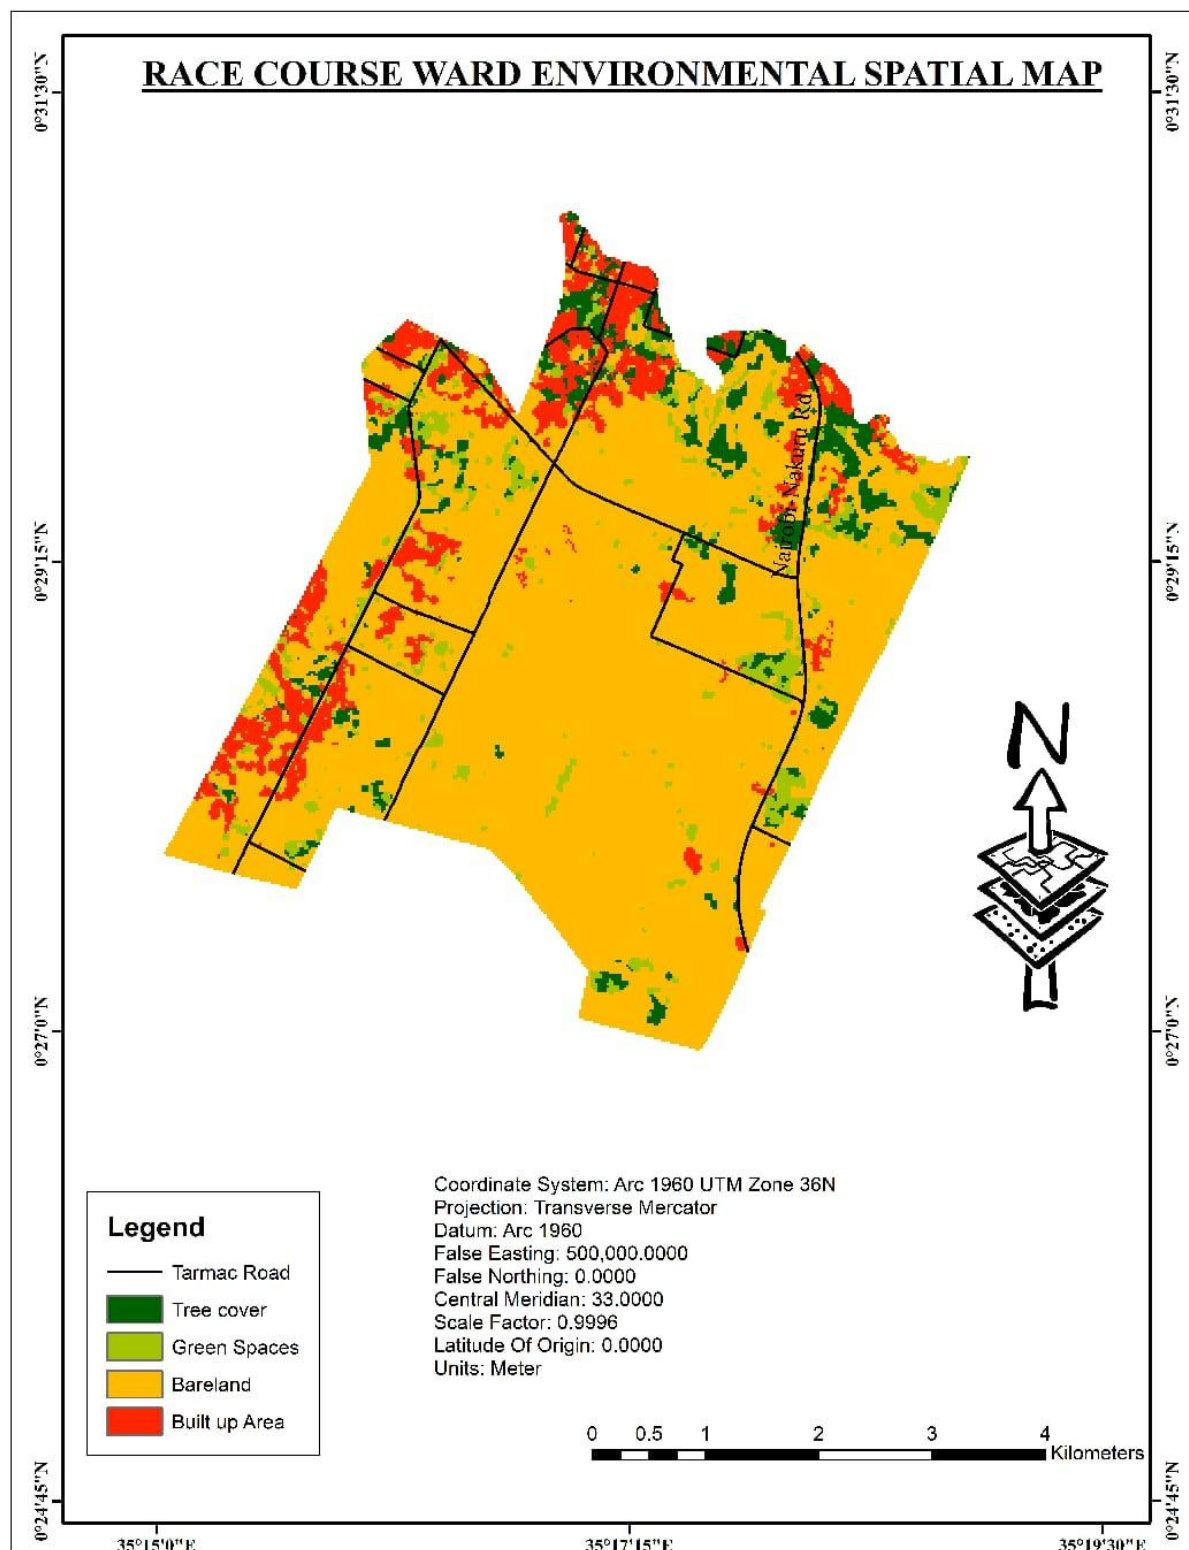 RACE COURSE WARD ENVIRONMENTAL SPATIAL MAP
0°31'30"N
0°31'30"N
Nairobi-Nakuru Rd
0°29'15"N
0°29'15"N
N
0°27'0"N
0°27'0"N
Legend
Tarmac Road
Tree cover
Green Spaces
Bareland
Built up Area
Coordinate System: Arc 1960 UTM Zone 36N
Projection: Transverse Mercator
Datum: Arc 1960
False Easting: 500,000.0000
False Northing: 0.0000
Central Meridian: 33.0000
Scale Factor: 0.9996
Latitude Of Origin: 0.0000
Units: Meter
0 0.5 1 2 3 4
Kilometers
0°24'45"N
0°24'45"N
35°15'0"E 35°17'15"E 35°19'30"E